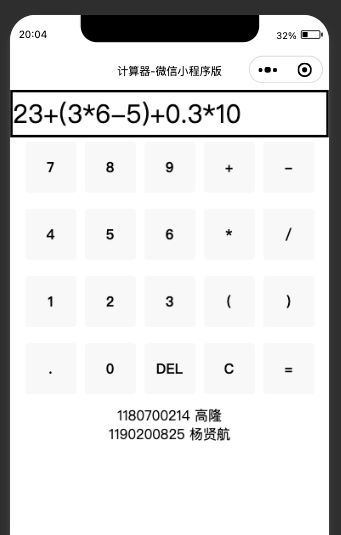 20:04
32%
计算器-微信小程序版
23+(3*6–5)+0.3*10
7 8 9 + –
4 5 6 * /
1 2 3 ( )
. 0 DEL C =
1180700214 高隆
1190200825 杨贤航